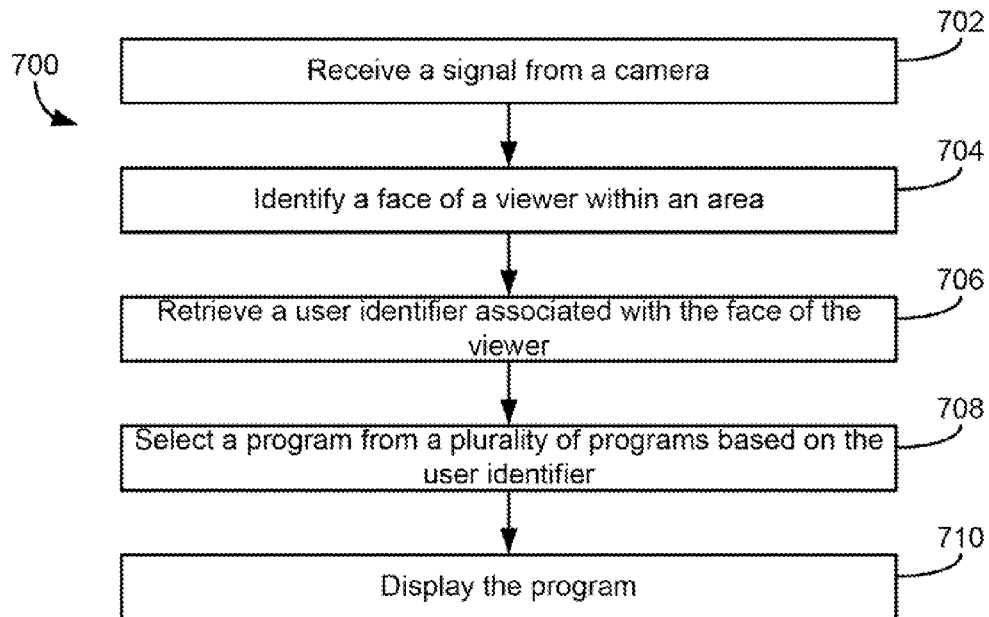 700
702
Receive a signal from a camera
704
Identify a face of a viewer within an area
706
Retrieve a user identifier associated with the face of the
viewer
708
Select a program from a plurality of programs based on the
user identifier
710
Display the program